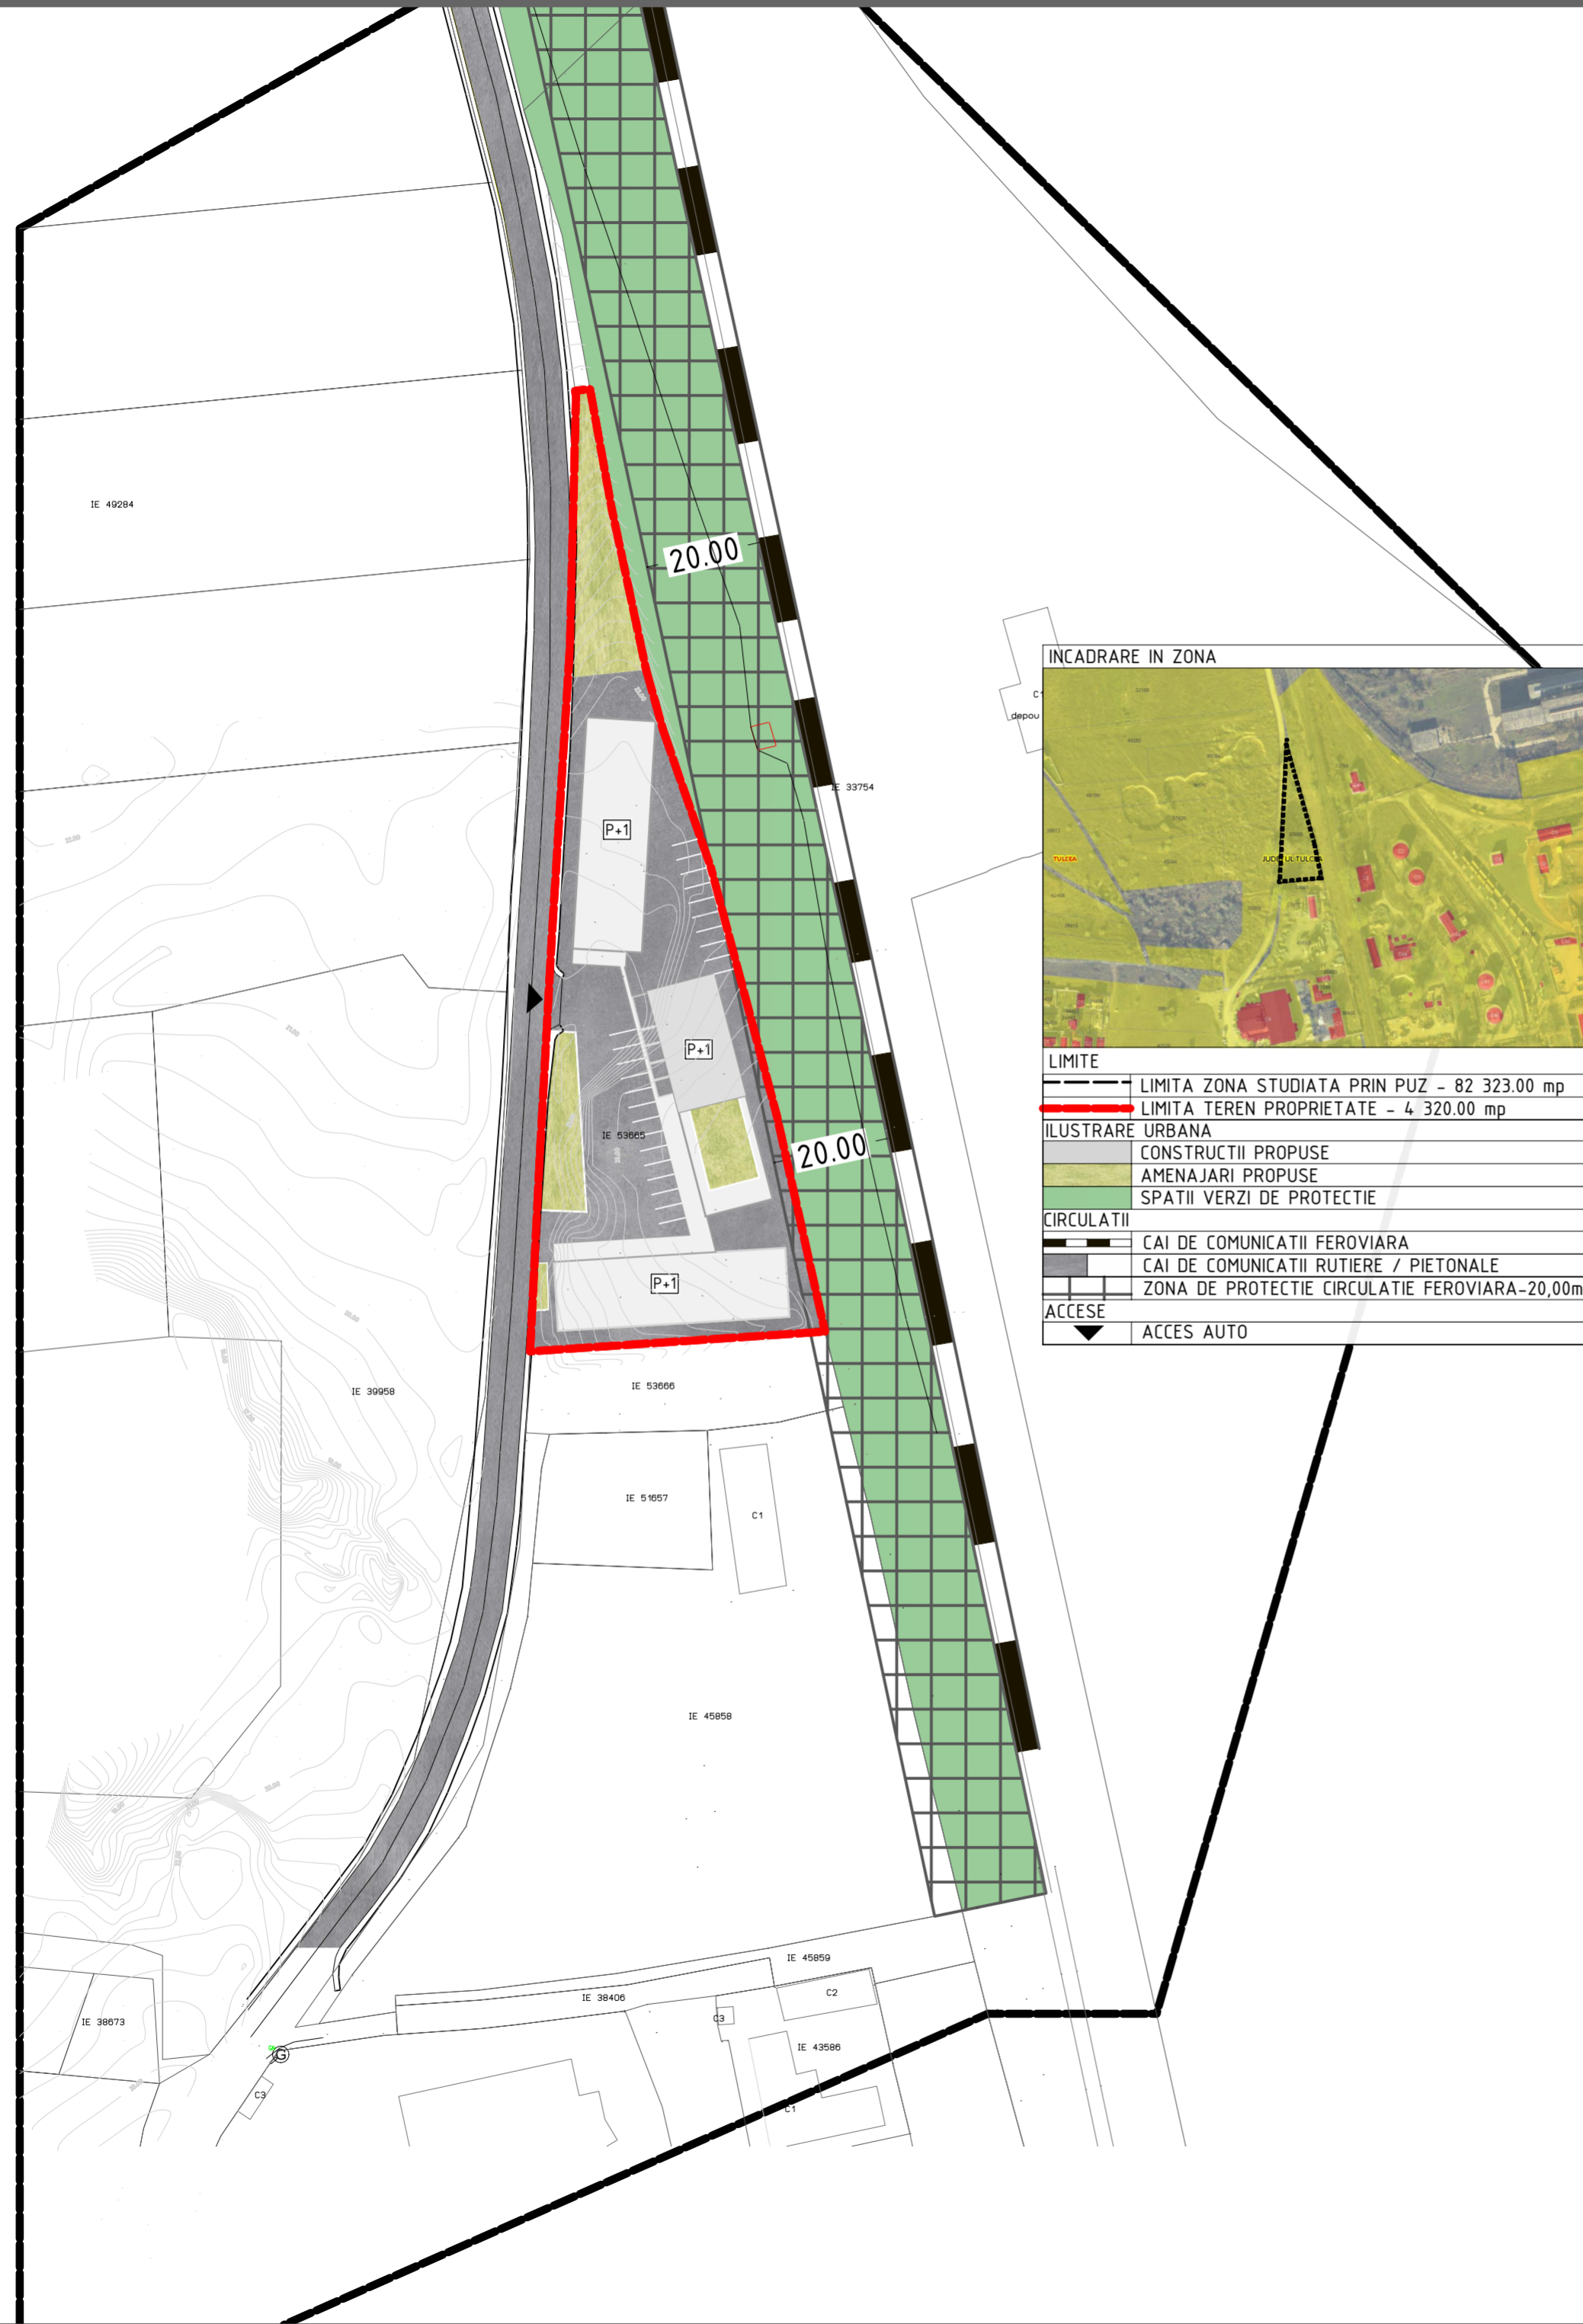 IE 49284
20.00
INCADRARE IN ZONA
C1
depou
IE 33754
P+1
TULCEA
JUDETUL TULCEA
P+1
LIMITE
LIMITA ZONA STUDIATA PRIN PUZ - 82 323.00 mp
LIMITA TEREN PROPRIETATE - 4 320.00 mp
ILUSTRARE URBANA
CONSTRUCTII PROPUSE
AMENAJARI PROPUSE
SPATII VERZI DE PROTECTIE
CIRCULATII
CAI DE COMUNICATII FEROVIARA
CAI DE COMUNICATII RUTIERE / PIETONALE
ZONA DE PROTECTIE CIRCULATIE FEROVIARA-20,00m
ACCESE
ACCES AUTO
IE 53665
20.00
P+1
IE 53666
IE 39958
IE 51657
C1
IE 45858
IE 45859
IE 38406
C2
C3
IE 38673
IE 43586
G
C3
C1